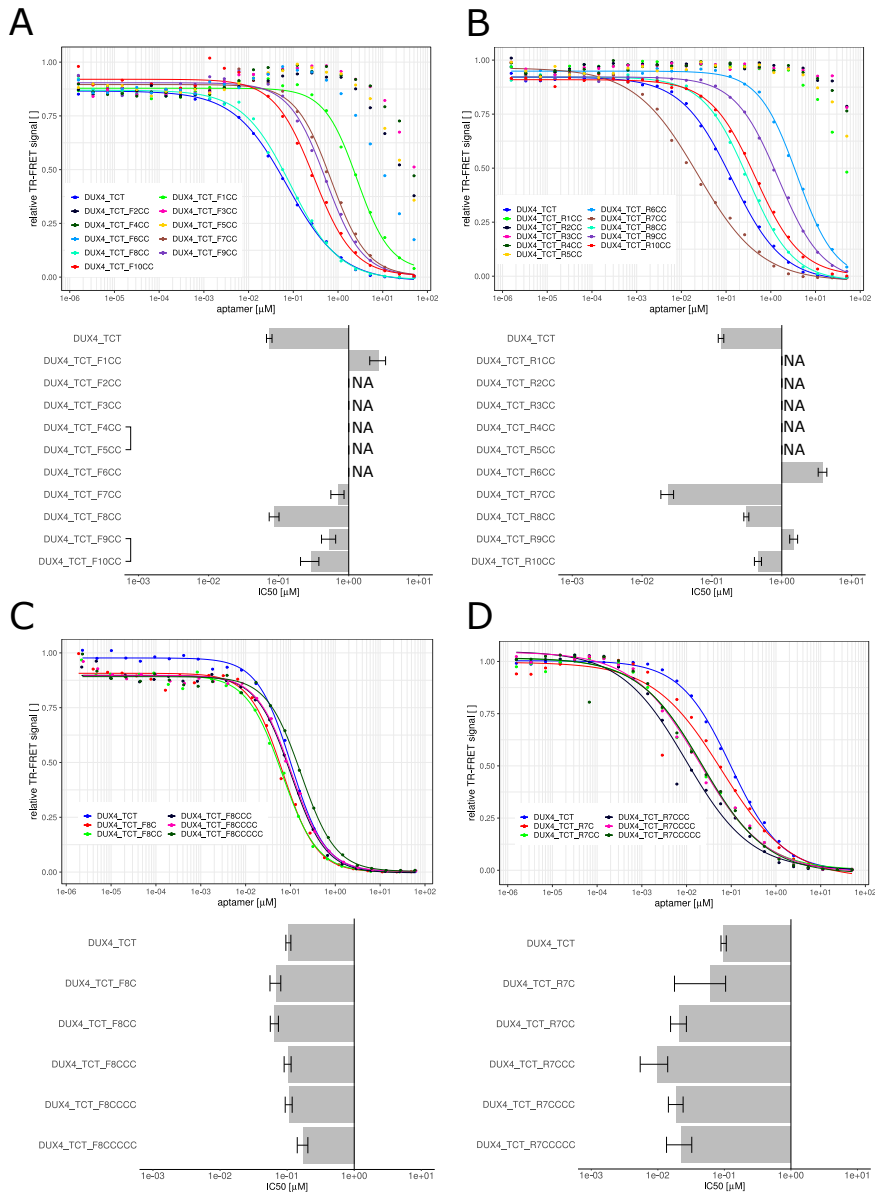 A
relative TR-FRET signal [ ]
1.00
0.75
0.50
0.25
0.00
DUX4_TCT
DUX4_TCT_F2CC
DUX4_TCT_F4CC
DUX4_TCT_F6CC
DUX4_TCT_F8CC
DUX4_TCT_F10CC
DUX4_TCT_F1CC
DUX4_TCT_F3CC
DUX4_TCT_F5CC
DUX4_TCT_F7CC
DUX4_TCT_F9CC
1e-06 1e-05 1e-04 1e-03 1e-02 1e-01 1e+00 1e+01 1e+02
aptamer [µM]
DUX4_TCT
DUX4_TCT_F1CC
DUX4_TCT_F2CC NA
DUX4_TCT_F3CC NA
DUX4_TCT_F4CC NA
DUX4_TCT_F5CC NA
DUX4_TCT_F6CC NA
DUX4_TCT_F7CC
DUX4_TCT_F8CC
DUX4_TCT_F9CC
DUX4_TCT_F10CC
1e-03 1e-02 1e-01 1e+00 1e+01
IC50 [µM]
B
relative TR-FRET signal [ ]
1.00
0.75
0.50
0.25
0.00
DUX4_TCT
DUX4_TCT_R1CC
DUX4_TCT_R2CC
DUX4_TCT_R3CC
DUX4_TCT_R4CC
DUX4_TCT_R5CC
DUX4_TCT_R6CC
DUX4_TCT_R7CC
DUX4_TCT_R8CC
DUX4_TCT_R9CC
DUX4_TCT_R10CC
1e-06 1e-05 1e-04 1e-03 1e-02 1e-01 1e+00 1e+01 1e+02
aptamer [µM]
DUX4_TCT
DUX4_TCT_R1CC NA
DUX4_TCT_R2CC NA
DUX4_TCT_R3CC NA
DUX4_TCT_R4CC NA
DUX4_TCT_R5CC NA
DUX4_TCT_R6CC
DUX4_TCT_R7CC
DUX4_TCT_R8CC
DUX4_TCT_R9CC
DUX4_TCT_R10CC
1e-03 1e-02 1e-01 1e+00 1e+01
IC50 [µM]
C
relative TR-FRET signal [ ]
1.00
0.75
0.50
0.25
0.00
DUX4_TCT
DUX4_TCT_F8C
DUX4_TCT_F8CC
DUX4_TCT_F8CCC
DUX4_TCT_F8CCCC
DUX4_TCT_F8CCCCC
1e-06 1e-05 1e-04 1e-03 1e-02 1e-01 1e+00 1e+01 1e+02
aptamer [µM]
DUX4_TCT
DUX4_TCT_F8C
DUX4_TCT_F8CC
DUX4_TCT_F8CCC
DUX4_TCT_F8CCCC
DUX4_TCT_F8CCCCC
1e-03 1e-02 1e-01 1e+00 1e+01
IC50 [µM]
D
relative TR-FRET signal [ ]
1.00
0.75
0.50
0.25
0.00
DUX4_TCT
DUX4_TCT_R7C
DUX4_TCT_R7CC
DUX4_TCT_R7CCC
DUX4_TCT_R7CCCC
DUX4_TCT_R7CCCCC
1e-06 1e-05 1e-04 1e-03 1e-02 1e-01 1e+00 1e+01 1e+02
aptamer [µM]
DUX4_TCT
DUX4_TCT_R7C
DUX4_TCT_R7CC
DUX4_TCT_R7CCC
DUX4_TCT_R7CCCC
DUX4_TCT_R7CCCCC
1e-03 1e-02 1e-01 1e+00 1e+01
IC50 [µM]